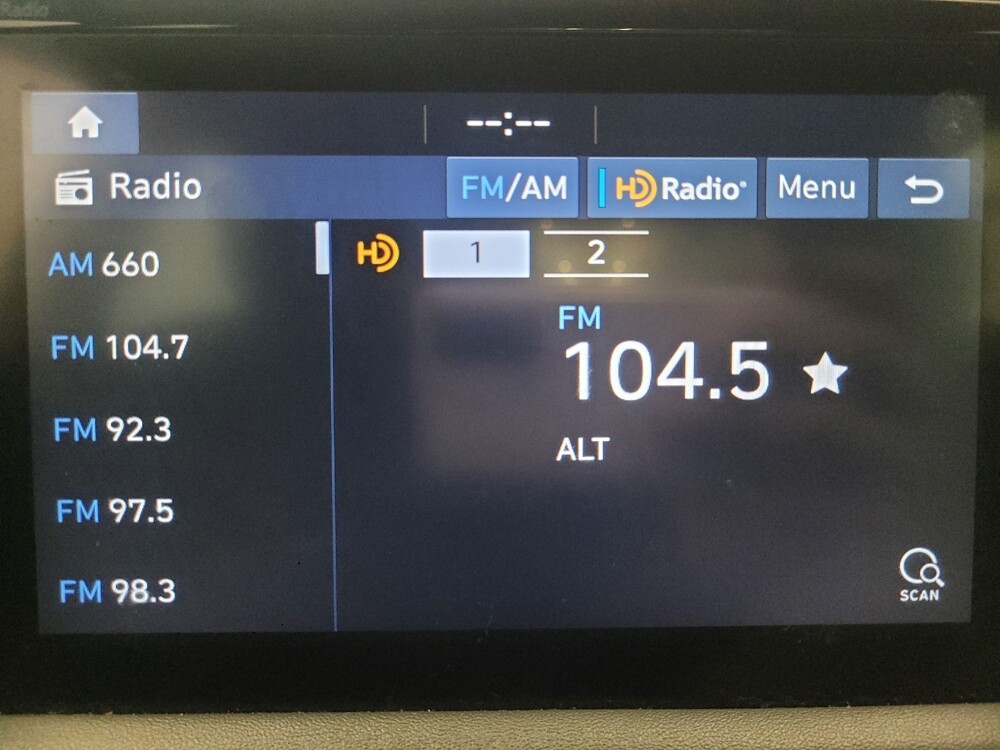 Radio
--:--
Radio FM/AM HD Radio® Menu
AM 660
FM 104.7
FM 92.3
FM 97.5
FM 98.3
HD 1 2
FM
104.5
ALT
SCAN